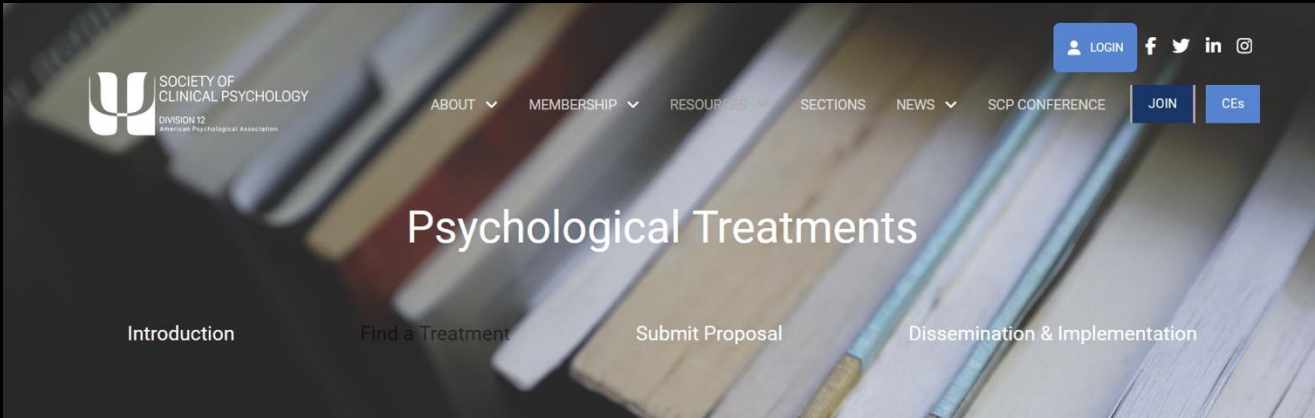 LOGIN
SOCIETY OF
CLINICAL PSYCHOLOGY
DIVISION 12
American Psychological Association
ABOUT MEMBERSHIP RESOURCES SECTIONS NEWS SCP CONFERENCE JOIN CEs
Psychological Treatments
Introduction Find a Treatment Submit Proposal Dissemination & Implementation